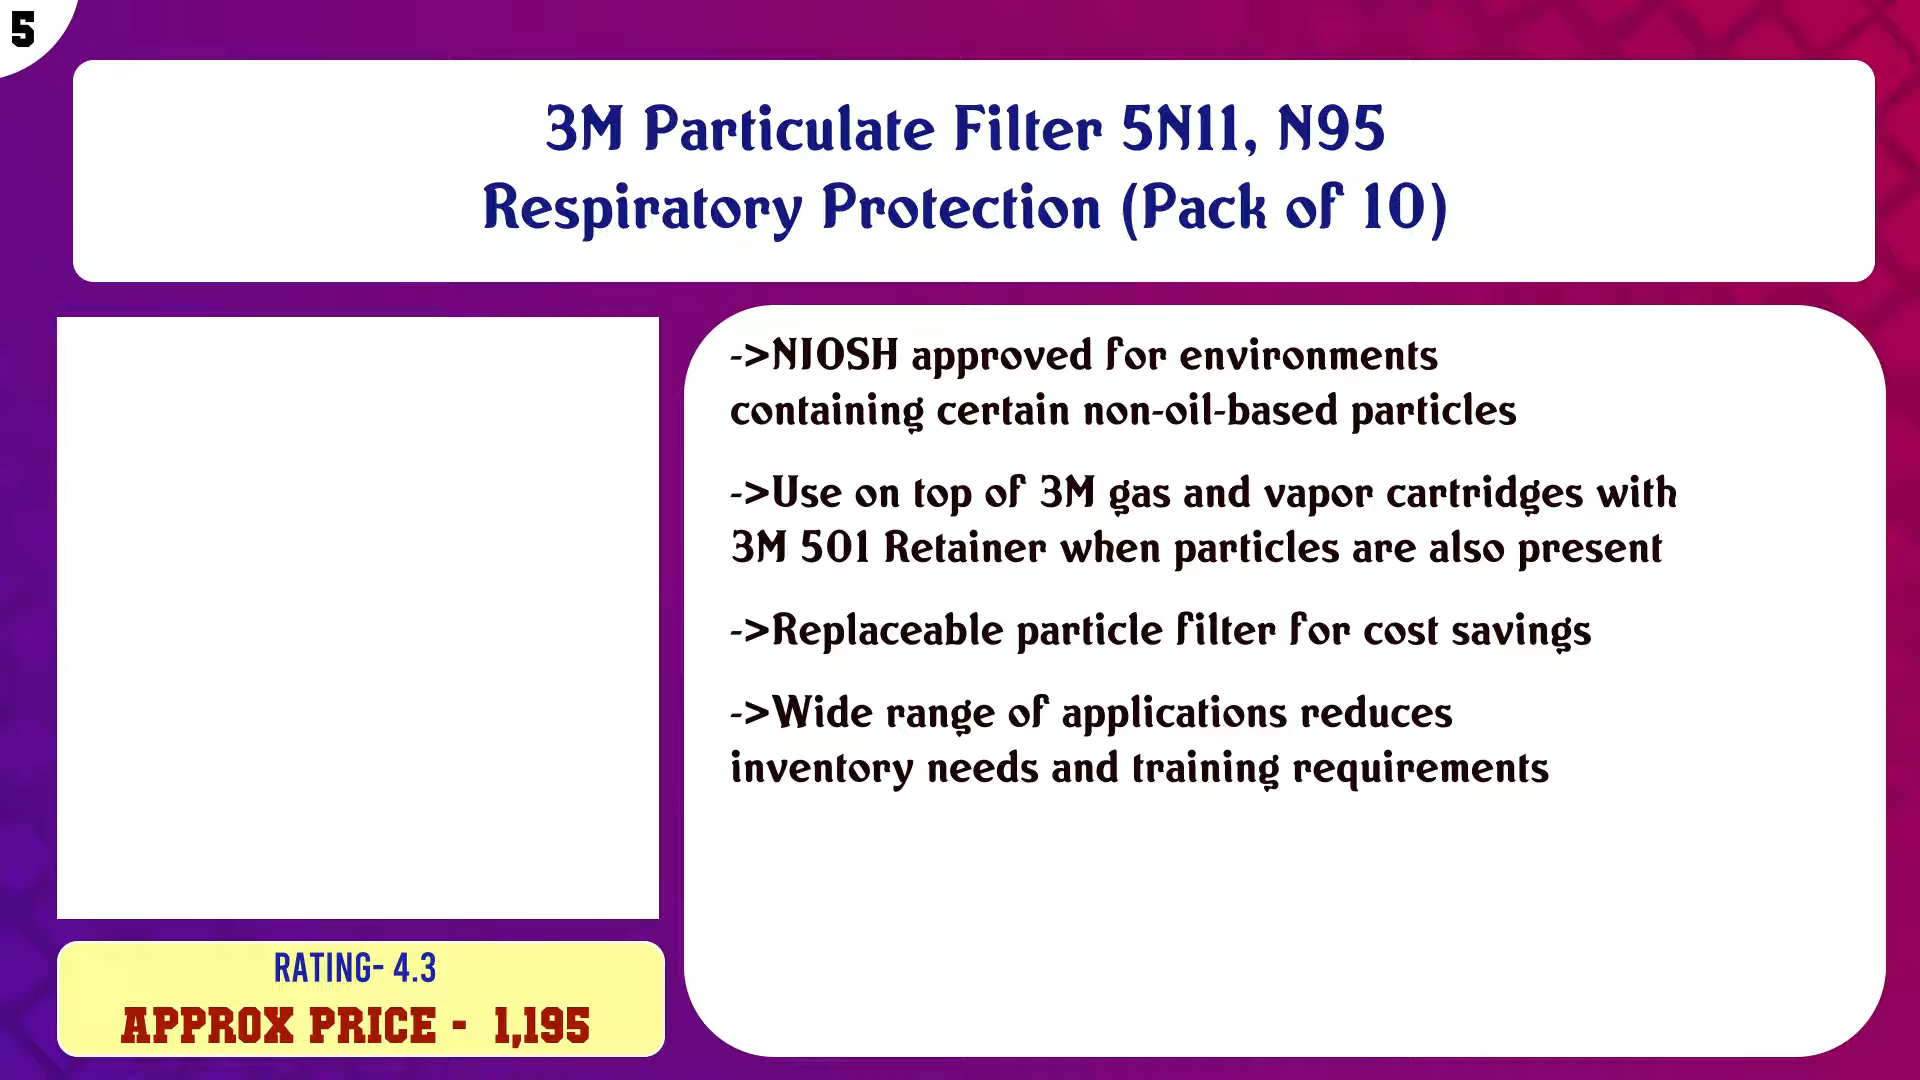 5
3M Particulate Filter 5N11, N95
Respiratory Protection (Pack of 10)
->NIOSH approved for environments
containing certain non-oil-based particles
->Use on top of 3M gas and vapor cartridges with
3M 501 Retainer when particles are also present
->Replaceable particle filter for cost savings
->Wide range of applications reduces
inventory needs and training requirements
RATING- 4.3
APPROX PRICE - 1,195